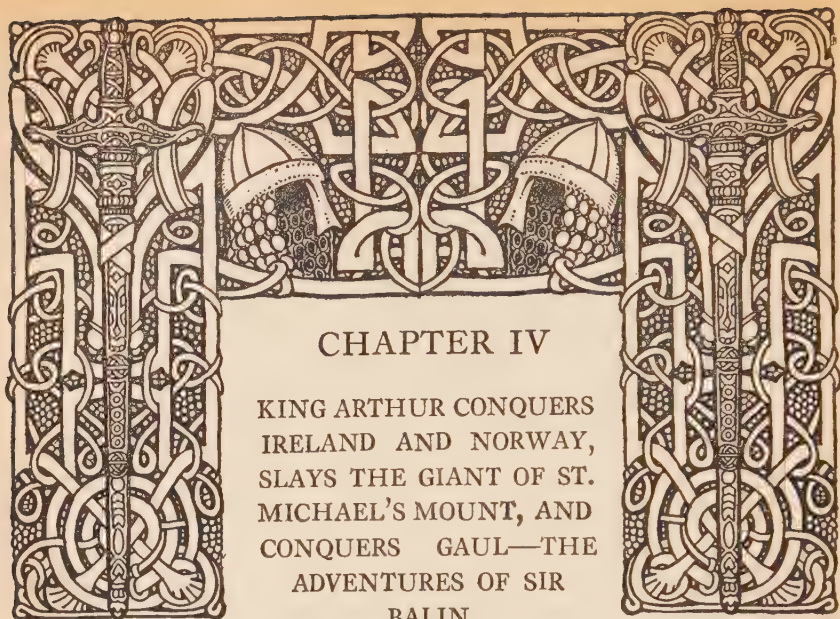 CHAPTER IV
KING ARTHUR CONQUERS
IRELAND AND NORWAY,
SLAYS THE GIANT OF ST.
MICHAEL'S MOUNT, AND
CONQUERS GAUL—THE
ADVENTURES OF SIR
BALIN